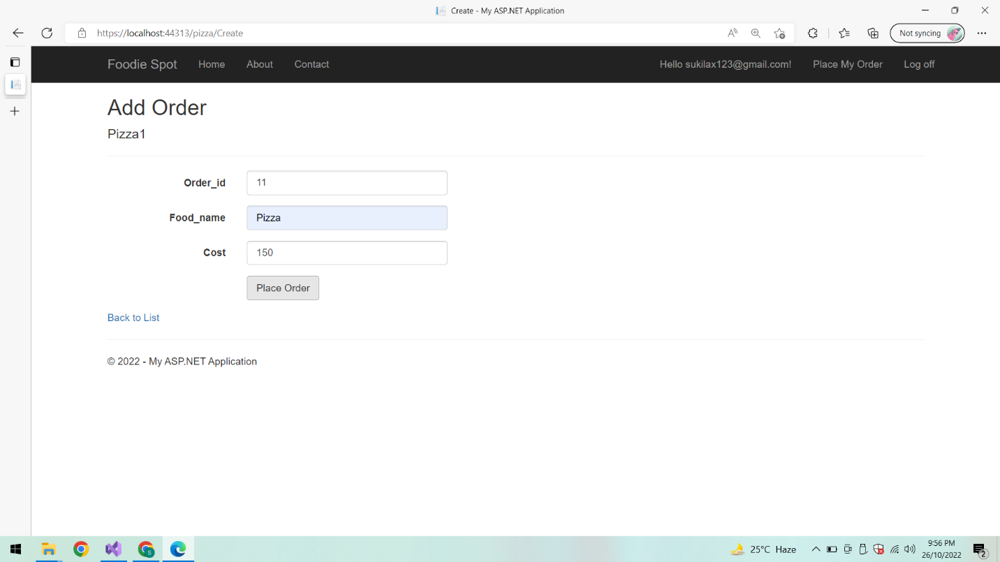 Create - My ASP.NET Application
https://localhost:44313/pizza/Create
Not syncing
Foodie Spot Home About Contact Hello sukilax123@gmail.com! Place My Order Log off
Add Order
Pizza1
Order_id 11
Food_name Pizza
Cost 150
Place Order
Back to List
© 2022 - My ASP.NET Application
25°C Haze
9:56 PM
26/10/2022
2